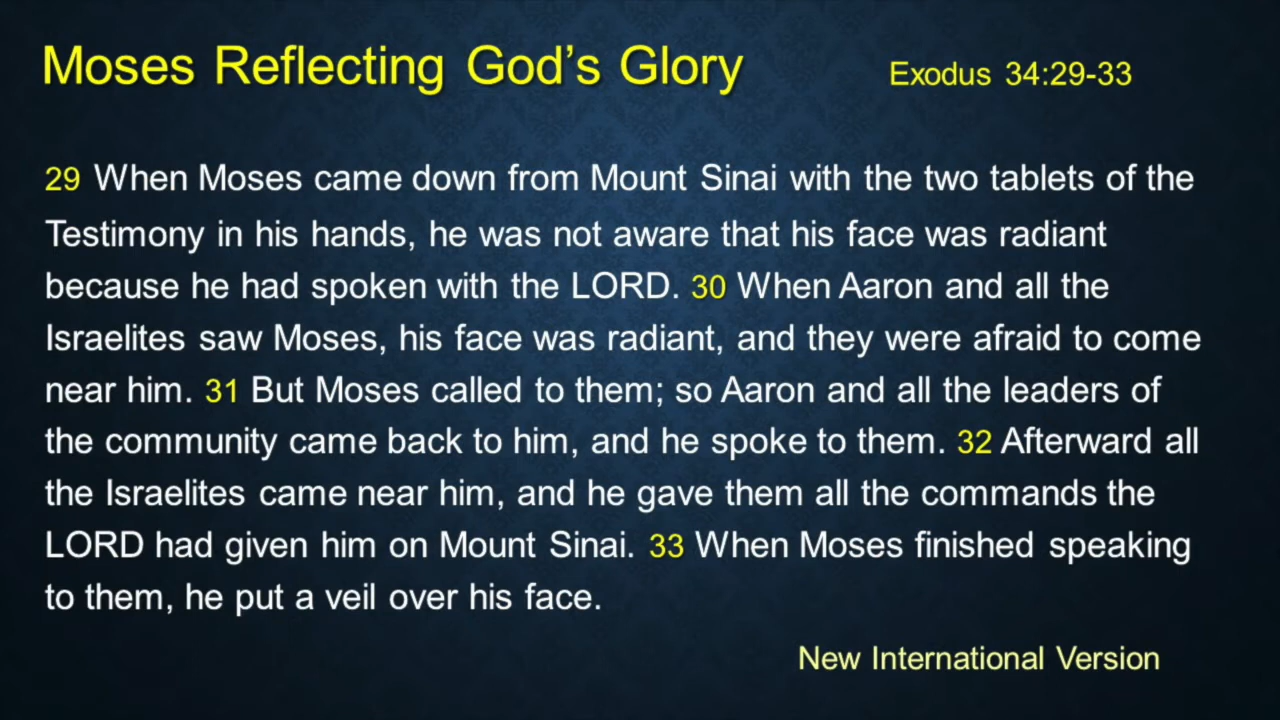 Moses Reflecting God’s Glory Exodus 34:29-33
29 When Moses came down from Mount Sinai with the two tablets of the
Testimony in his hands, he was not aware that his face was radiant
because he had spoken with the LORD. 30 When Aaron and all the
Israelites saw Moses, his face was radiant, and they were afraid to come
near him. 31 But Moses called to them; so Aaron and all the leaders of
the community came back to him, and he spoke to them. 32 Afterward all
the Israelites came near him, and he gave them all the commands the
LORD had given him on Mount Sinai. 33 When Moses finished speaking
to them, he put a veil over his face.
New International Version